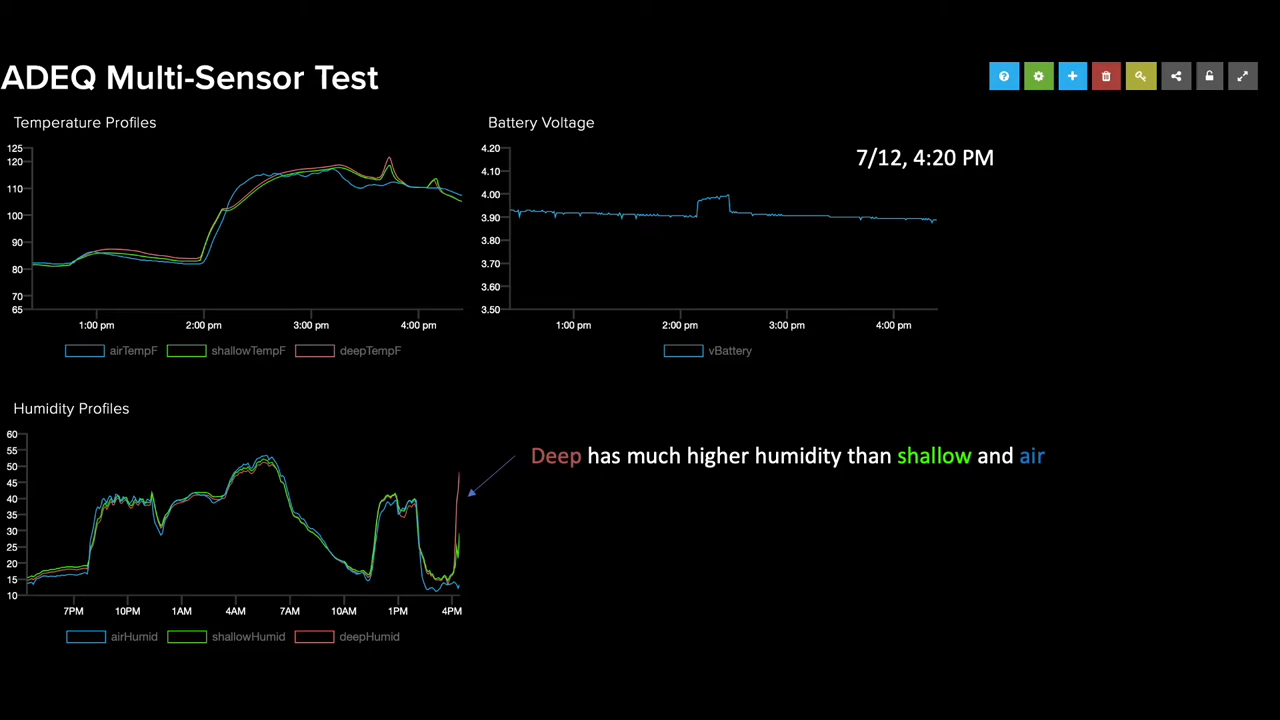 ADEQ Multi-Sensor Test
Temperature Profiles
125
120
110
100
90
80
70
65
1:00 pm 2:00 pm 3:00 pm 4:00 pm
airTempF shallowTempF deepTempF
Battery Voltage
7/12, 4:20 PM
4.20
4.10
4.00
3.90
3.80
3.70
3.60
3.50
1:00 pm 2:00 pm 3:00 pm 4:00 pm
vBattery
Humidity Profiles
60
55
50
45
40
35
30
25
20
15
10
7PM 10PM 1AM 4AM 7AM 10AM 1PM 4PM
airHumid shallowHumid deepHumid
Deep has much higher humidity than shallow and air